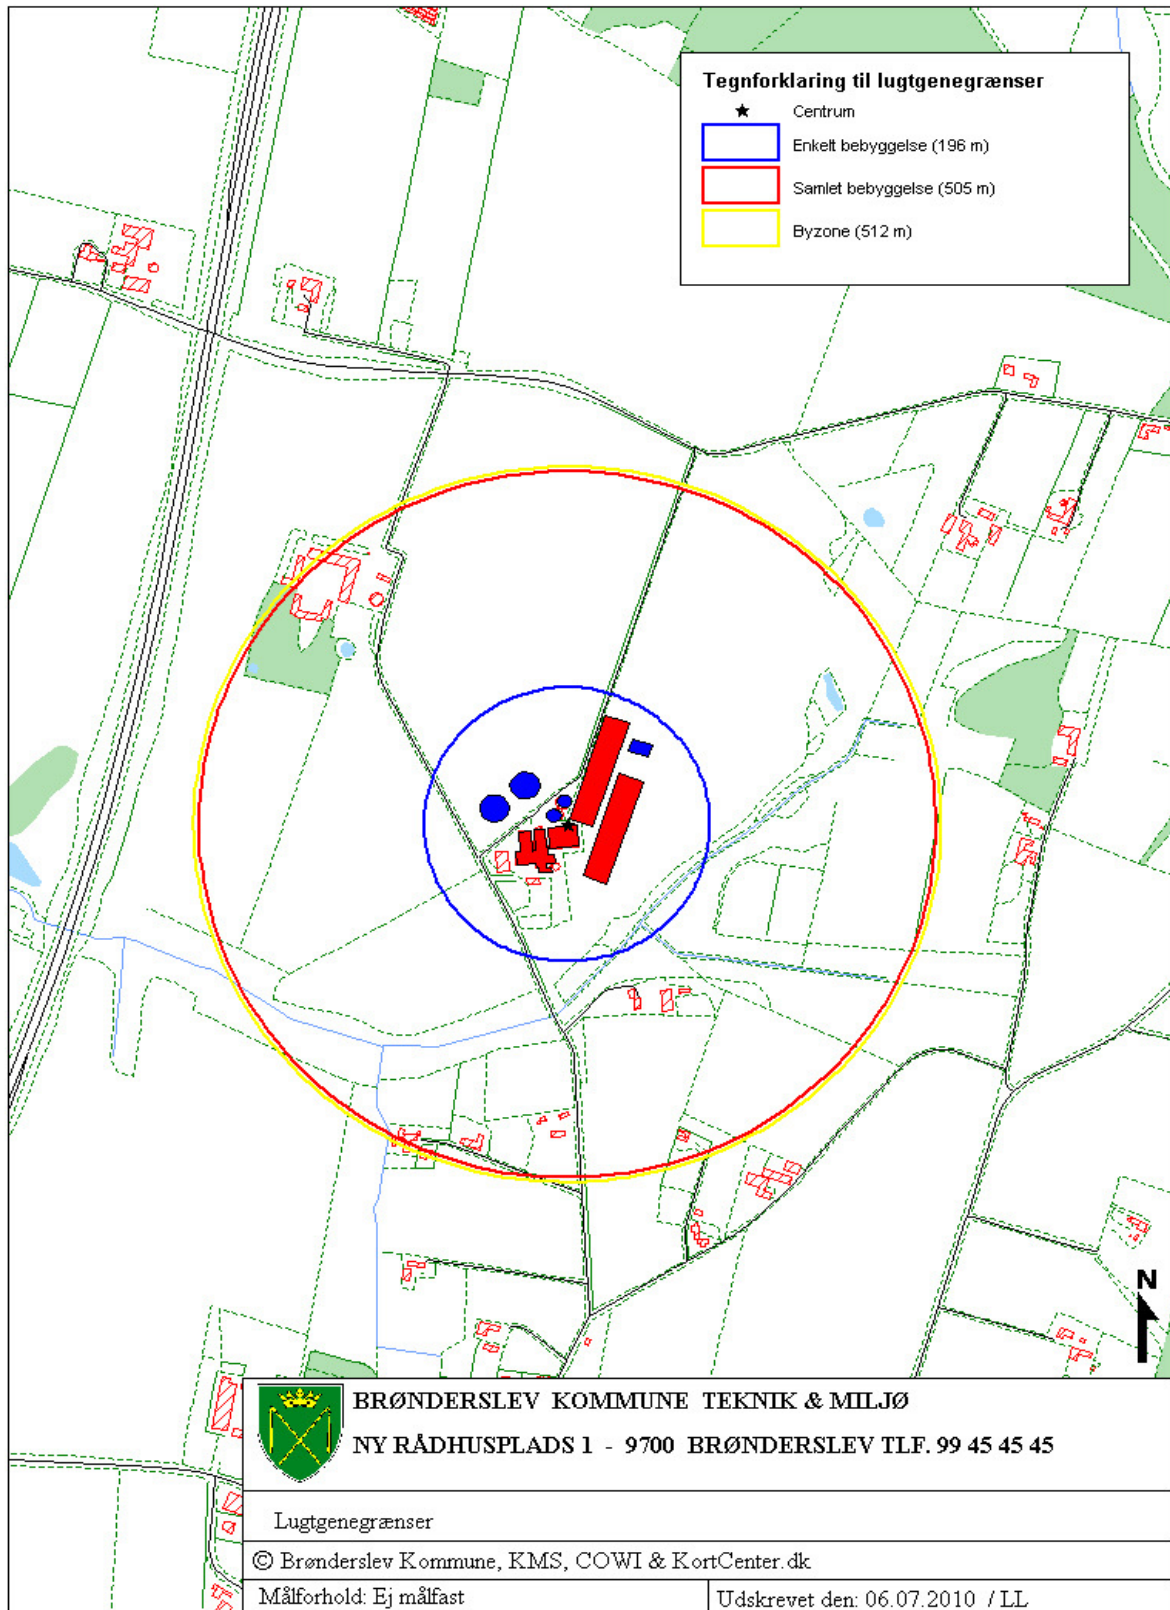 Tegnforklaring til lugtgenegrænser
Centrum
Enkelt bebyggelse (196 m)
Samlet bebyggelse (505 m)
Byzone (512 m)
N
BRØNDERSLEV KOMMUNE TEKNIK & MILJØ
NY RÅDHUSPLADS 1 - 9700 BRØNDERSLEV TLF. 99 45 45 45
Lugtgenegrænser
© Brønderslev Kommune, KMS, COWI & KortCenter.dk
Målforhold: Ej målfast
Udskrevet den: 06.07.2010 / LL